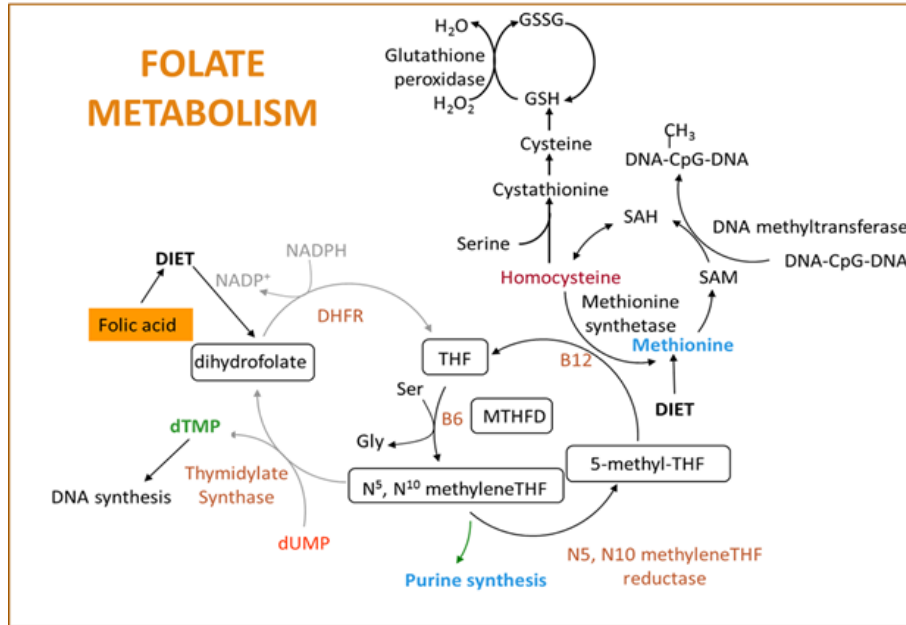 FOLATE
METABOLISM
H₂O
GSSG
Glutathione
peroxidase
H₂O₂
GSH
Cysteine
Cystathionine
Serine
Homocysteine
CH₃
DNA-CpG-DNA
SAH
DNA methyltransferase
DNA-CpG-DNA
SAM
Methionine
synthetase
Methionine
B12
DIET
DIET
Folic acid
NADP⁺
NADPH
DHFR
dihydrofolate
THF
Ser
B6
MTHFD
Gly
5-methyl-THF
dTMP
Thymidylate
Synthase
DNA synthesis
N⁵, N¹⁰ methyleneTHF
dUMP
Purine synthesis
N5, N10 methyleneTHF
reductase